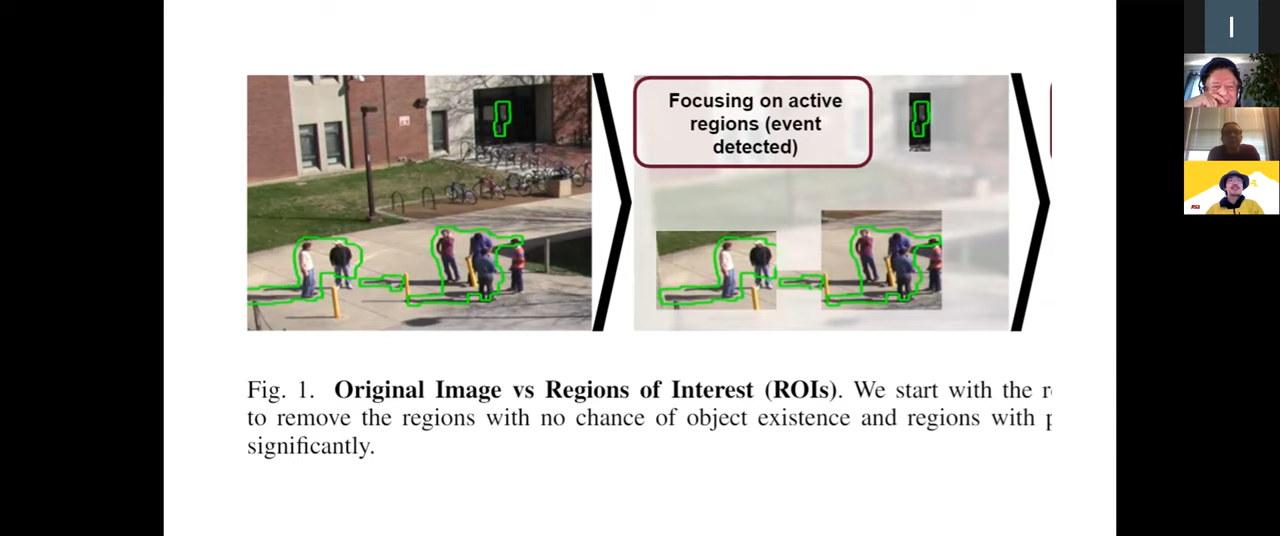 Focusing on active
regions (event
detected)
Fig. 1. Original Image vs Regions of Interest (ROIs). We start with the r
to remove the regions with no chance of object existence and regions with p
significantly.
I